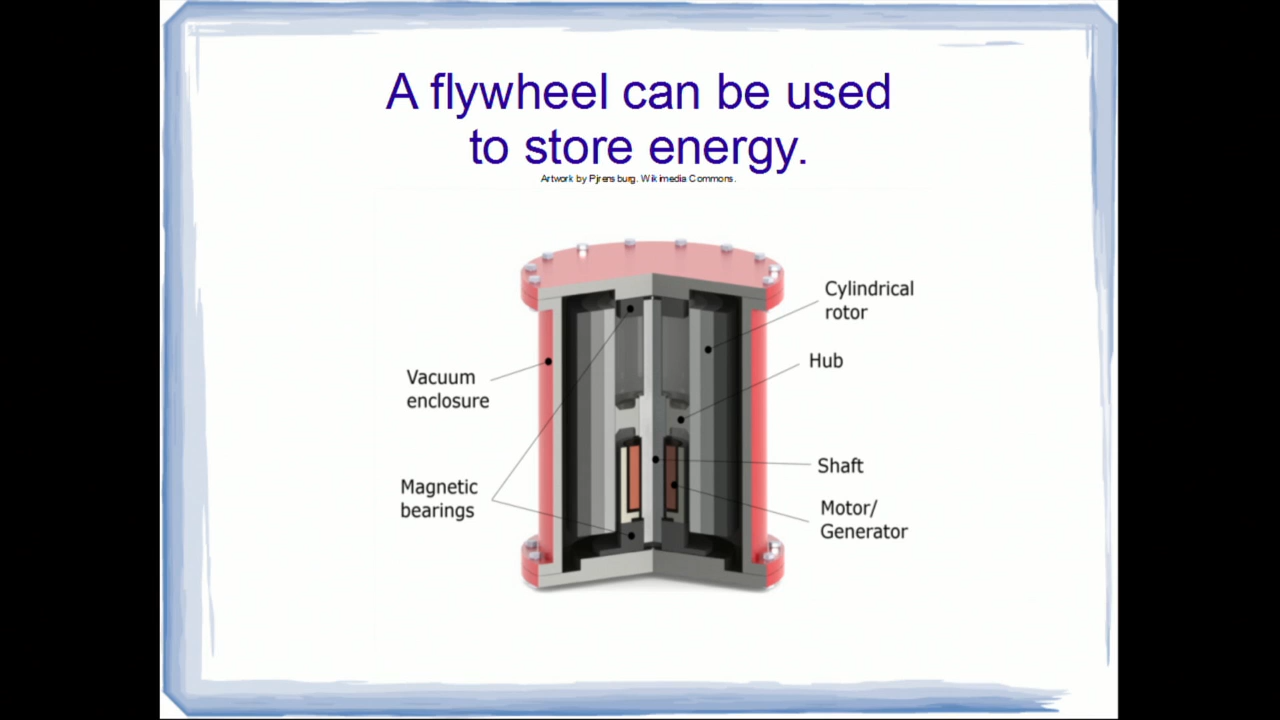 A flywheel can be used
to store energy.
Artwork by Pjrensburg. Wikimedia Commons.
Cylindrical
rotor
Hub
Vacuum
enclosure
Shaft
Magnetic
bearings
Motor/
Generator